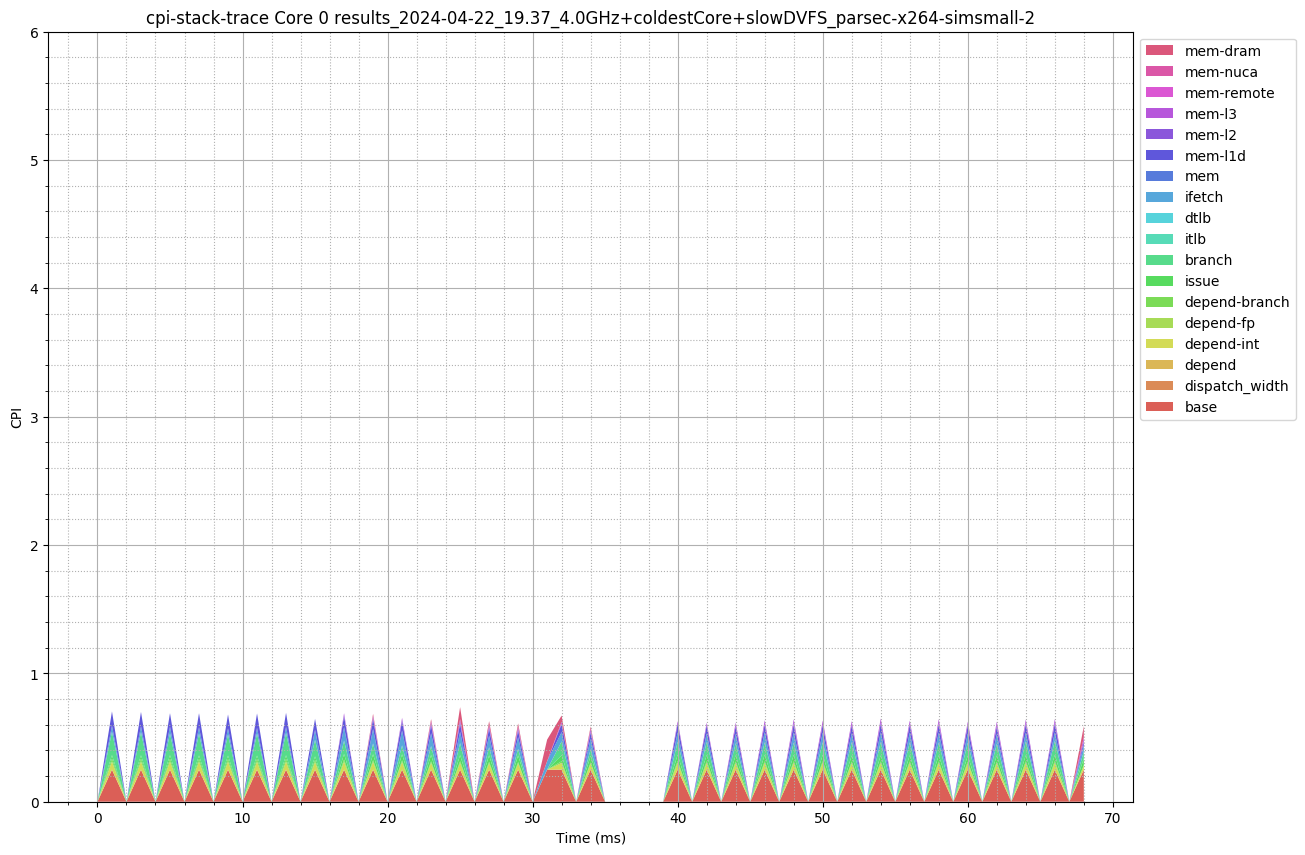 cpi-stack-trace Core 0 results_2024-04-22_19.37_4.0GHz+coldestCore+slowDVFS_parsec-x264-simsmall-2
6
5
4
3
2
1
0
CPI
0 10 20 30 40 50 60 70
Time (ms)
mem-dram
mem-nuca
mem-remote
mem-l3
mem-l2
mem-l1d
mem
ifetch
dtlb
itlb
branch
issue
depend-branch
depend-fp
depend-int
depend
dispatch_width
base